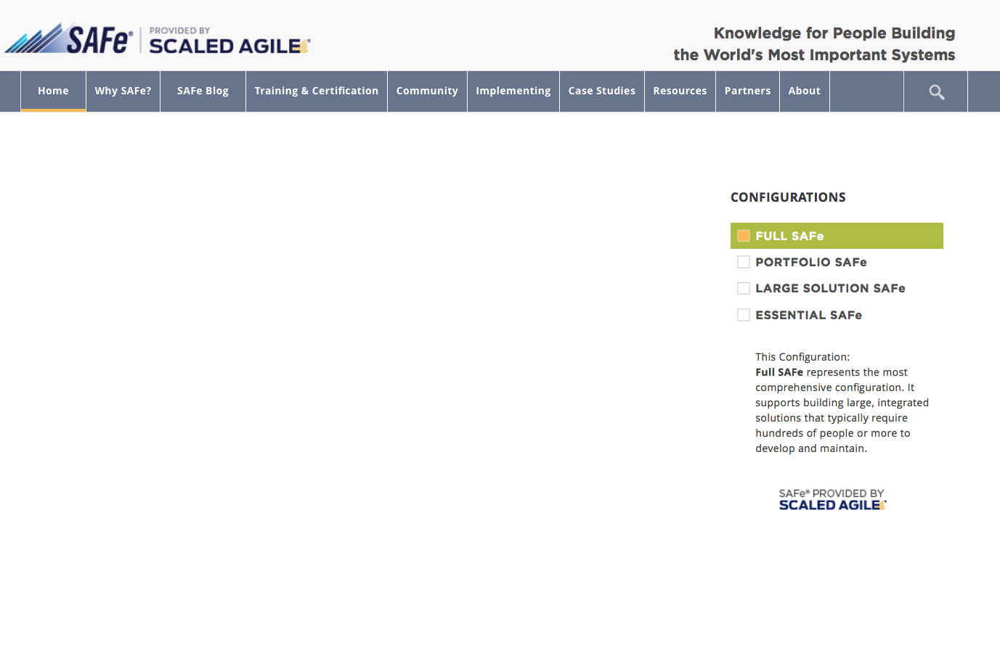 SAFe® PROVIDED BY
SCALED AGILE
Knowledge for People Building
the World's Most Important Systems
Home Why SAFe? SAFe Blog Training & Certification Community Implementing Case Studies Resources Partners About
CONFIGURATIONS
FULL SAFe
PORTFOLIO SAFe
LARGE SOLUTION SAFe
ESSENTIAL SAFe
This Configuration:
Full SAFe represents the most
comprehensive configuration. It
supports building large, integrated
solutions that typically require
hundreds of people or more to
develop and maintain.
SAFe® PROVIDED BY
SCALED AGILE